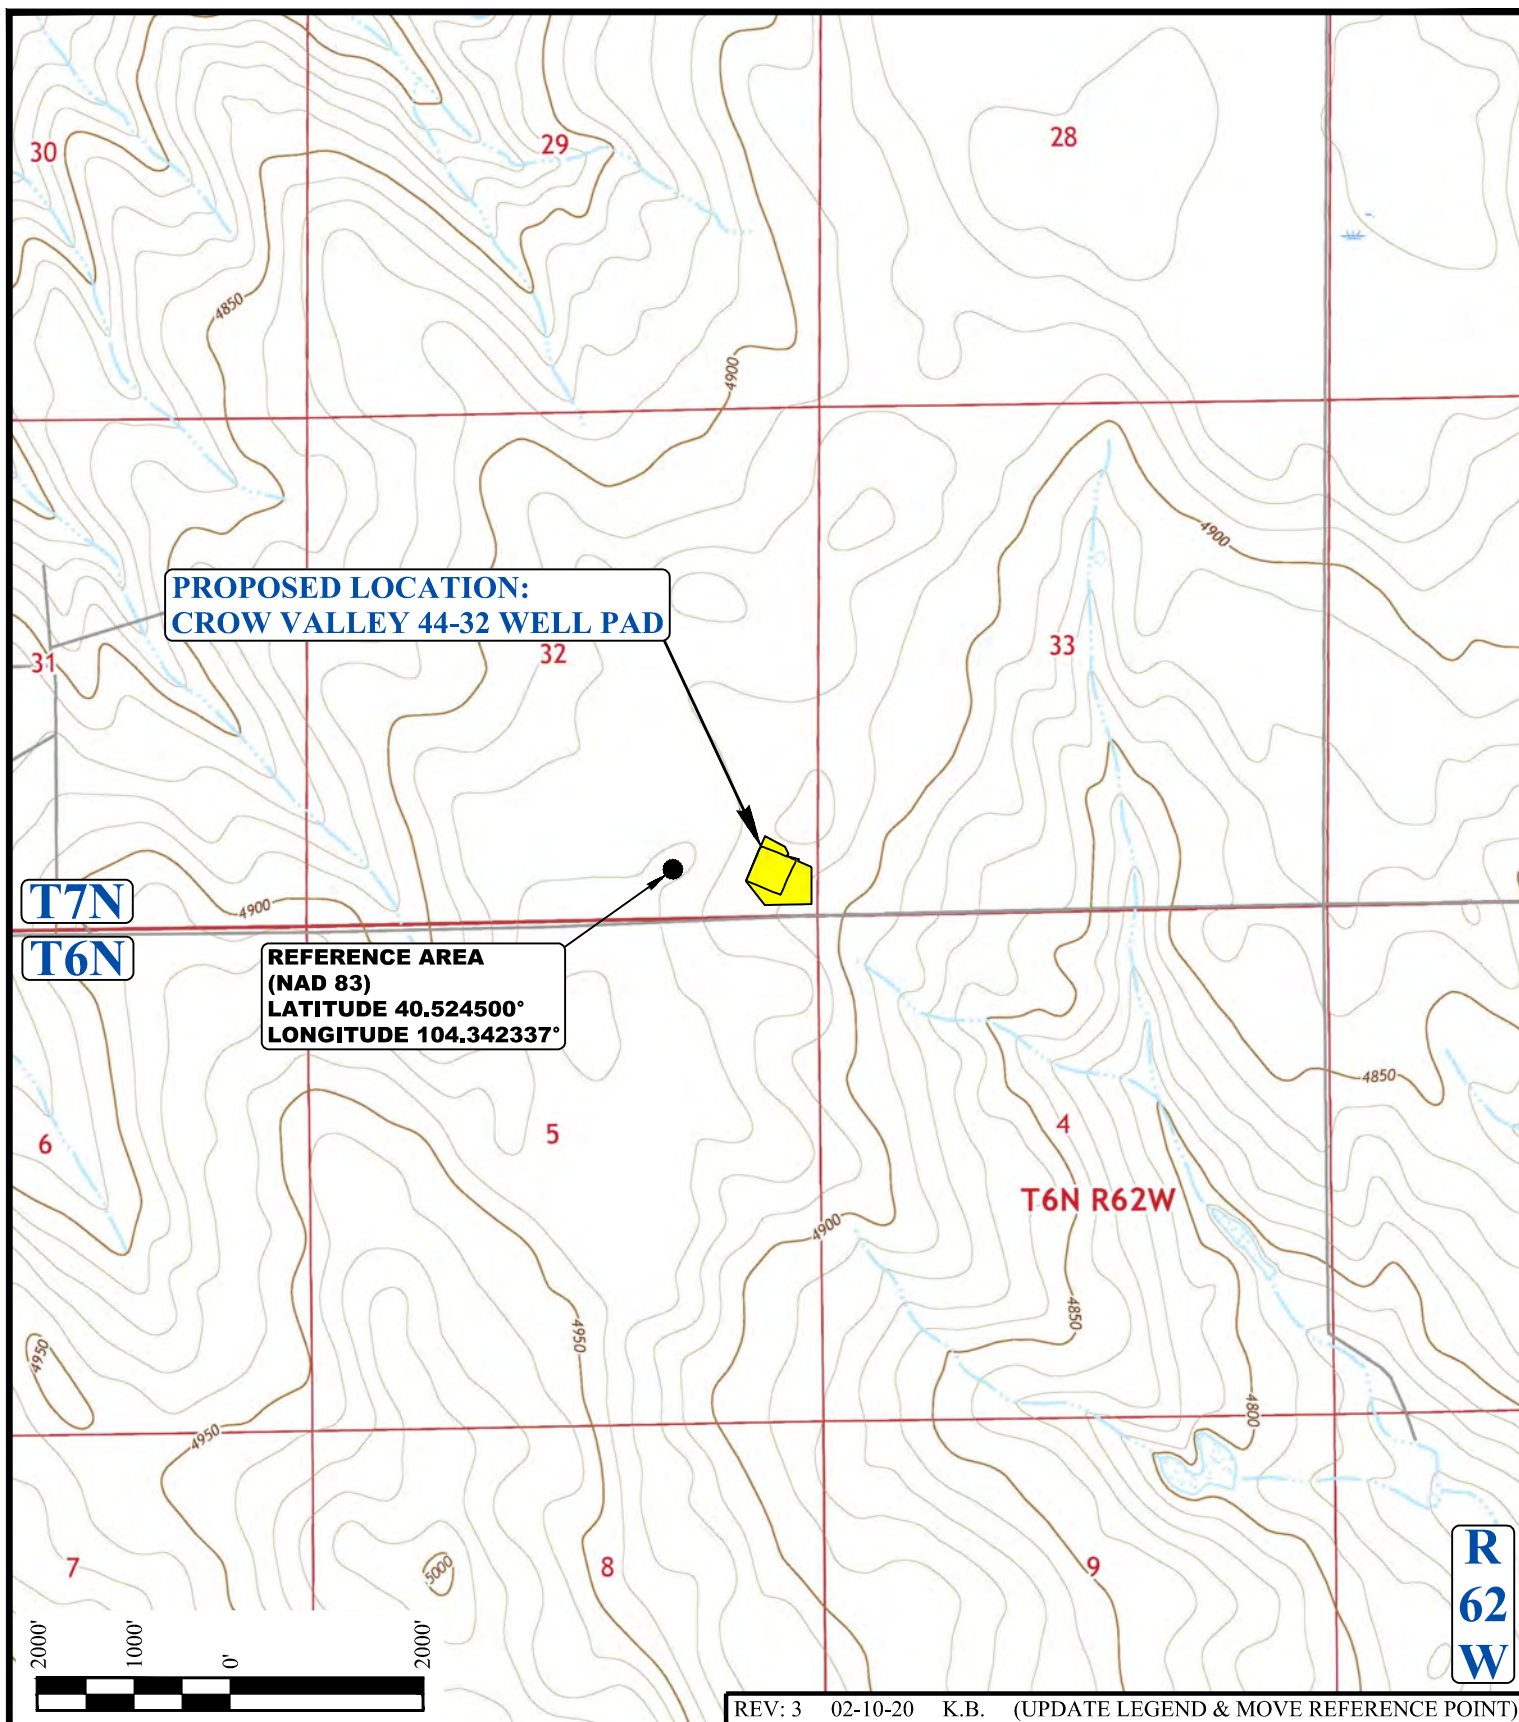 30
29
28
4850
4900
4900
PROPOSED LOCATION:
CROW VALLEY 44-32 WELL PAD
31
32
33
T7N
4900
T6N
REFERENCE AREA
(NAD 83)
LATITUDE 40.524500°
LONGITUDE 104.342337°
4850
6
5
4
T6N R62W
4900
4950
4950
4850
4950
4800
7
5000
8
9
R
62
W
2000'
1000'
0'
2000'
REV: 3 02-10-20 K.B. (UPDATE LEGEND & MOVE REFERENCE POINT)